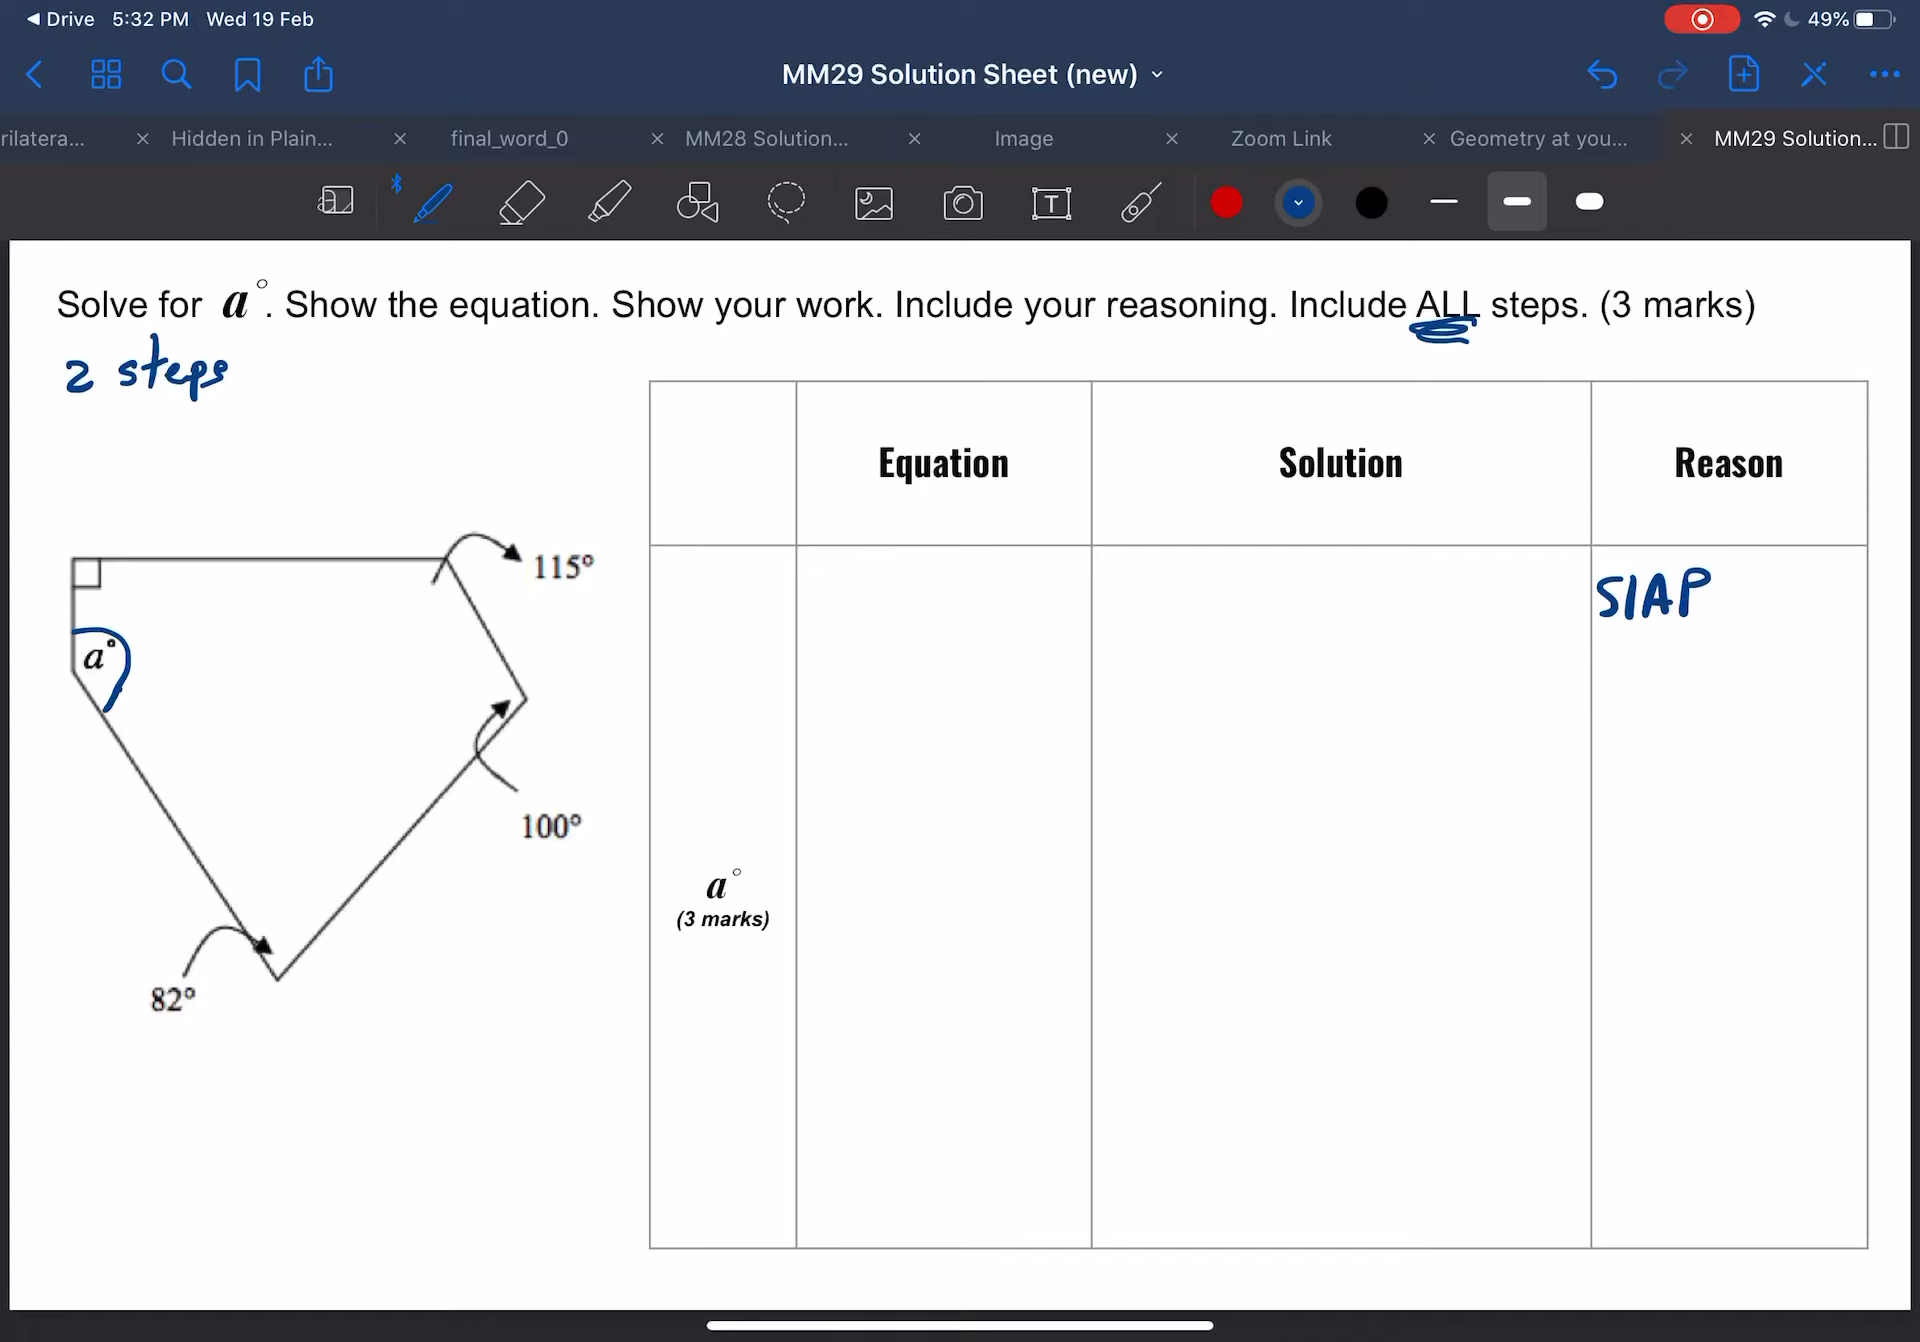 Drive 5:32 PM Wed 19 Feb 49%
MM29 Solution Sheet (new)
rilatera... Hidden in Plain... final_word_0 MM28 Solution... Image Zoom Link Geometry at you... MM29 Solution...
Solve for a°. Show the equation. Show your work. Include your reasoning. Include ALL steps. (3 marks)
2 steps
Equation Solution Reason
115°
SIAP
a°
100°
a°
(3 marks)
82°